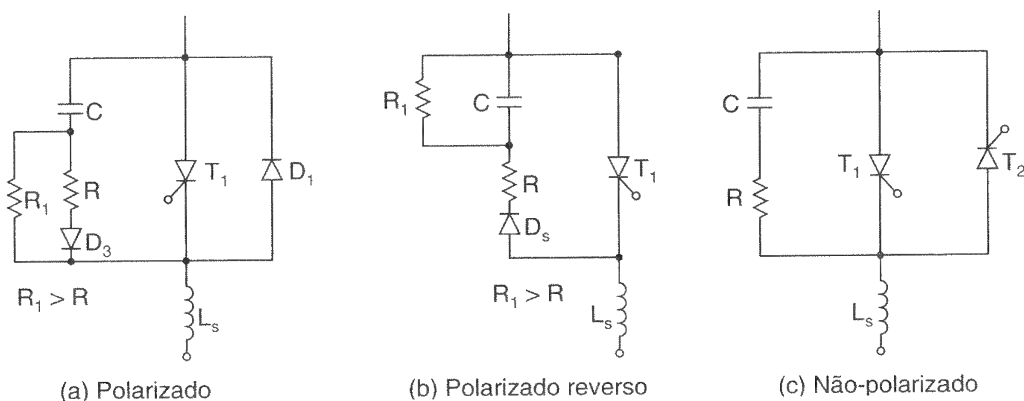 C
R₁
R
D₃
T₁
D₁
R₁ > R
Lₛ
(a) Polarizado
R₁
C
R
Dₛ
T₁
R₁ > R
Lₛ
(b) Polarizado reverso
C
R
T₁
T₂
Lₛ
(c) Não-polarizado